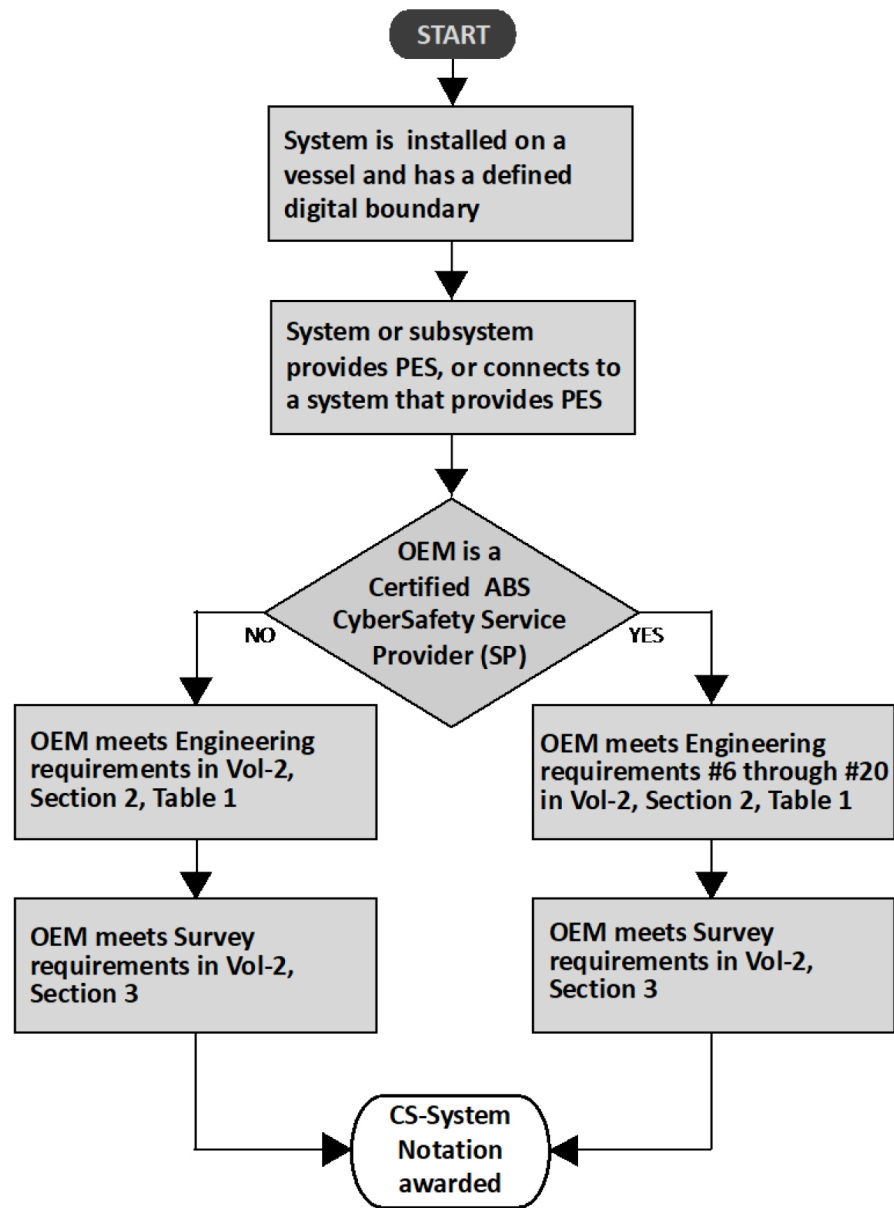 START
System is installed on a
vessel and has a defined
digital boundary
System or subsystem
provides PES, or connects to
a system that provides PES
OEM is a
Certified ABS
CyberSafety Service
Provider (SP)
NO
YES
OEM meets Engineering
requirements in Vol-2,
Section 2, Table 1
OEM meets Engineering
requirements #6 through #20
in Vol-2, Section 2, Table 1
OEM meets Survey
requirements in Vol-2,
Section 3
OEM meets Survey
requirements in Vol-2,
Section 3
CS-System
Notation
awarded